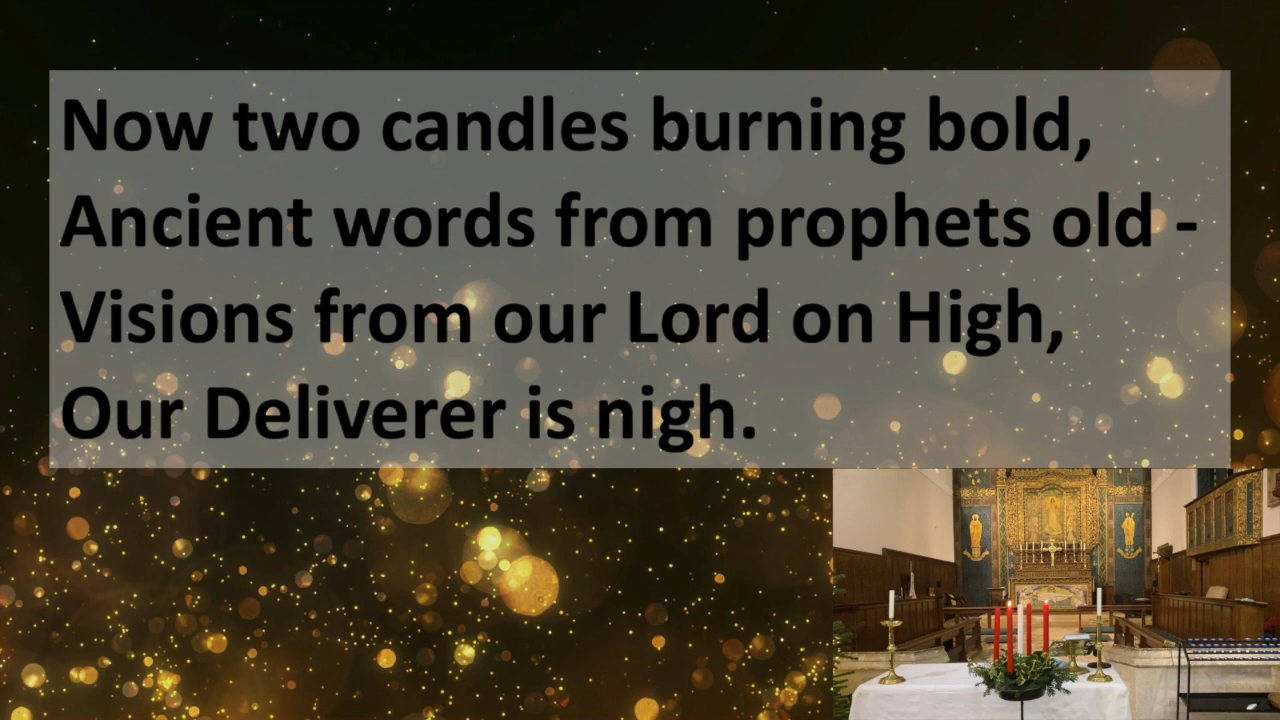 Now two candles burning bold,
Ancient words from prophets old -
Visions from our Lord on High,
Our Deliverer is nigh.